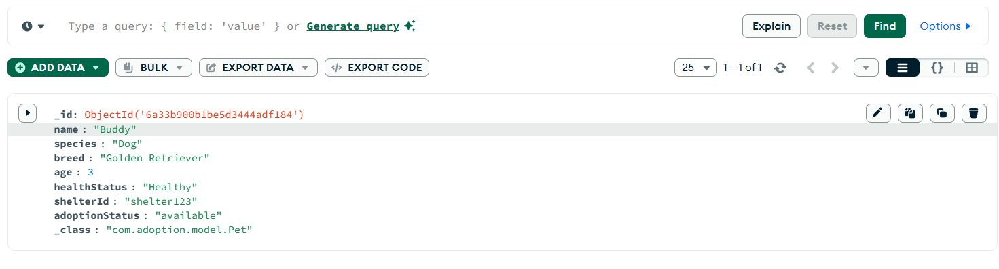 Type a query: { field: 'value' } or Generate query
Explain
Reset
Find
Options
ADD DATA
BULK
EXPORT DATA
EXPORT CODE
25
1 – 1 of 1
{}
_id: ObjectId('6a33b900b1be5d3444adf184')
name : "Buddy"
species : "Dog"
breed : "Golden Retriever"
age : 3
healthStatus : "Healthy"
shelterId : "shelter123"
adoptionStatus : "available"
_class : "com.adoption.model.Pet"